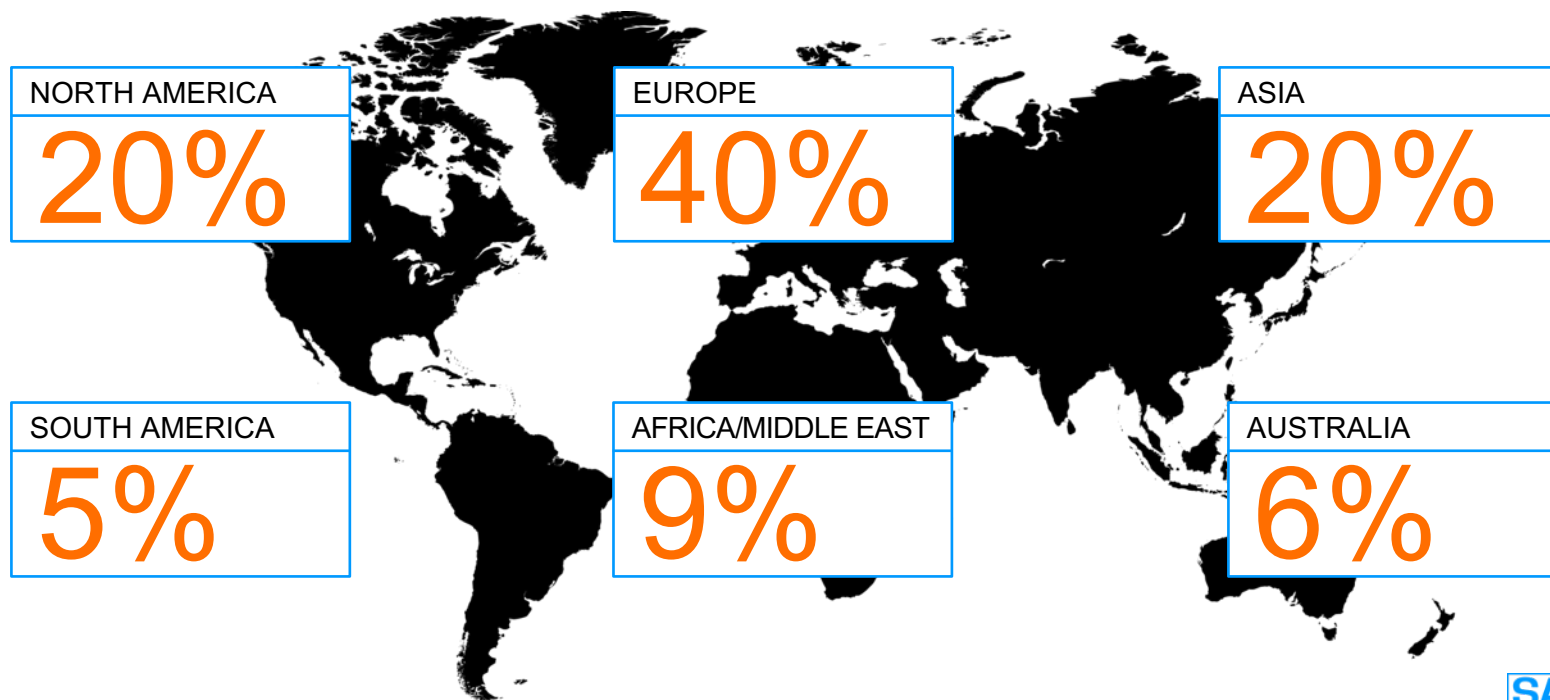 NORTH AMERICA
20%
EUROPE
40%
ASIA
20%
SOUTH AMERICA
5%
AFRICA/MIDDLE EAST
9%
AUSTRALIA
6%